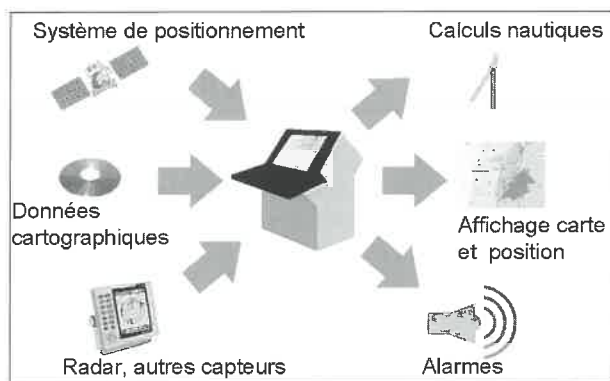 Système de positionnement
Calculs nautiques
Données
cartographiques
Affichage carte
et position
Radar, autres capteurs
Alarmes